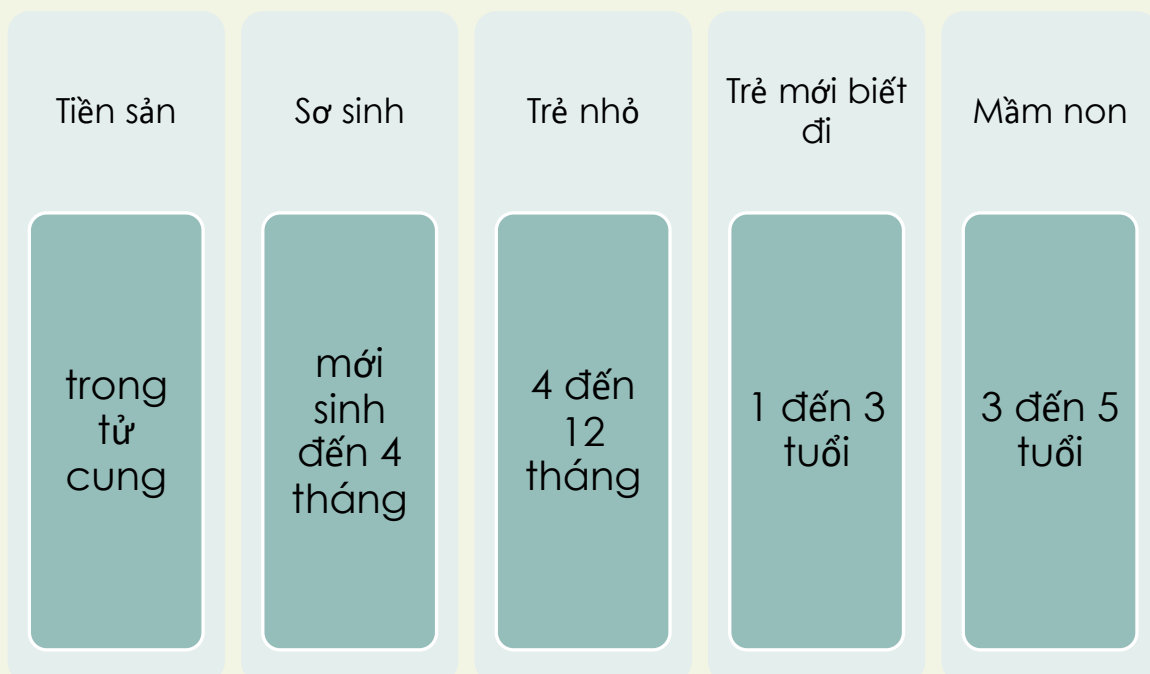 Tiền sản
trong
tử
cung
Sơ sinh
mới
sinh
đến 4
tháng
Trẻ nhỏ
4 đến
12
tháng
Trẻ mới biết
đi
1 đến 3
tuổi
Mầm non
3 đến 5
tuổi